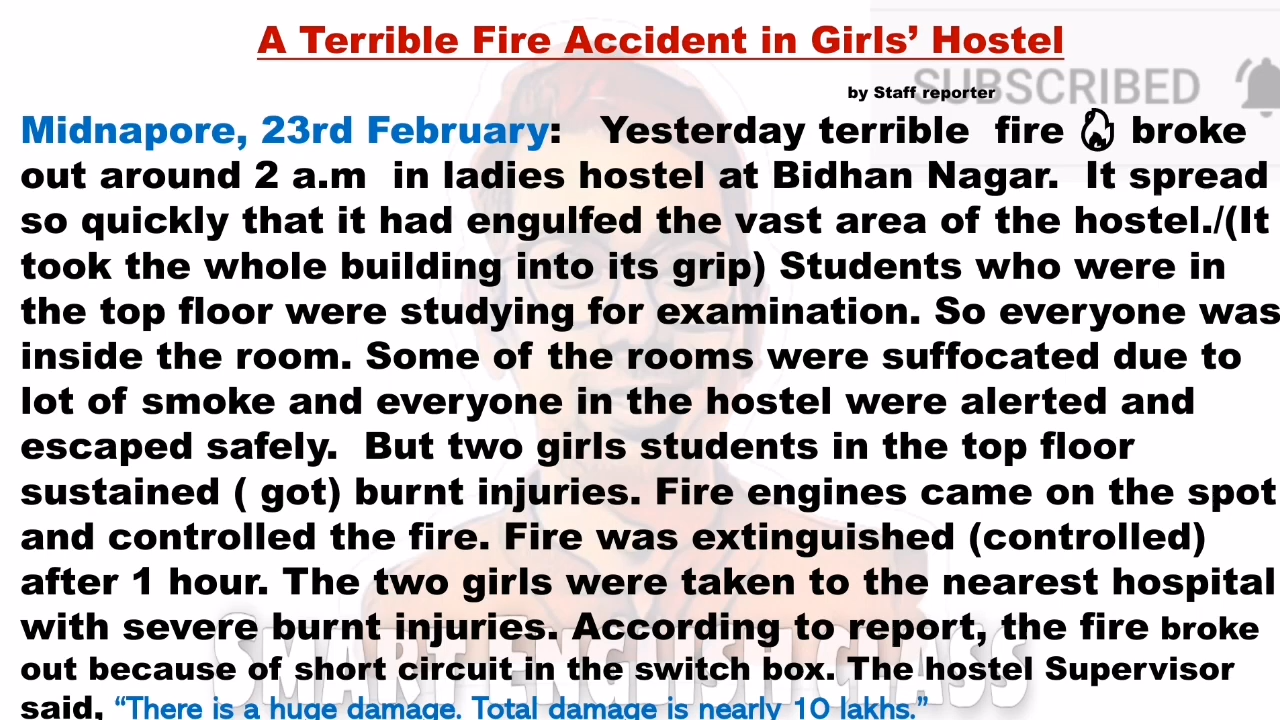 A Terrible Fire Accident in Girls’ Hostel
SUBSCRIBED
by Staff reporter
Midnapore, 23rd February: Yesterday terrible fire 🔥 broke
out around 2 a.m in ladies hostel at Bidhan Nagar. It spread
so quickly that it had engulfed the vast area of the hostel./(It
took the whole building into its grip) Students who were in
the top floor were studying for examination. So everyone was
inside the room. Some of the rooms were suffocated due to
lot of smoke and everyone in the hostel were alerted and
escaped safely. But two girls students in the top floor
sustained ( got) burnt injuries. Fire engines came on the spot
and controlled the fire. Fire was extinguished (controlled)
after 1 hour. The two girls were taken to the nearest hospital
with severe burnt injuries. According to report, the fire broke
out because of short circuit in the switch box. The hostel Supervisor
said, “There is a huge damage. Total damage is nearly 10 lakhs.”
SMART ENGLISH CLASS